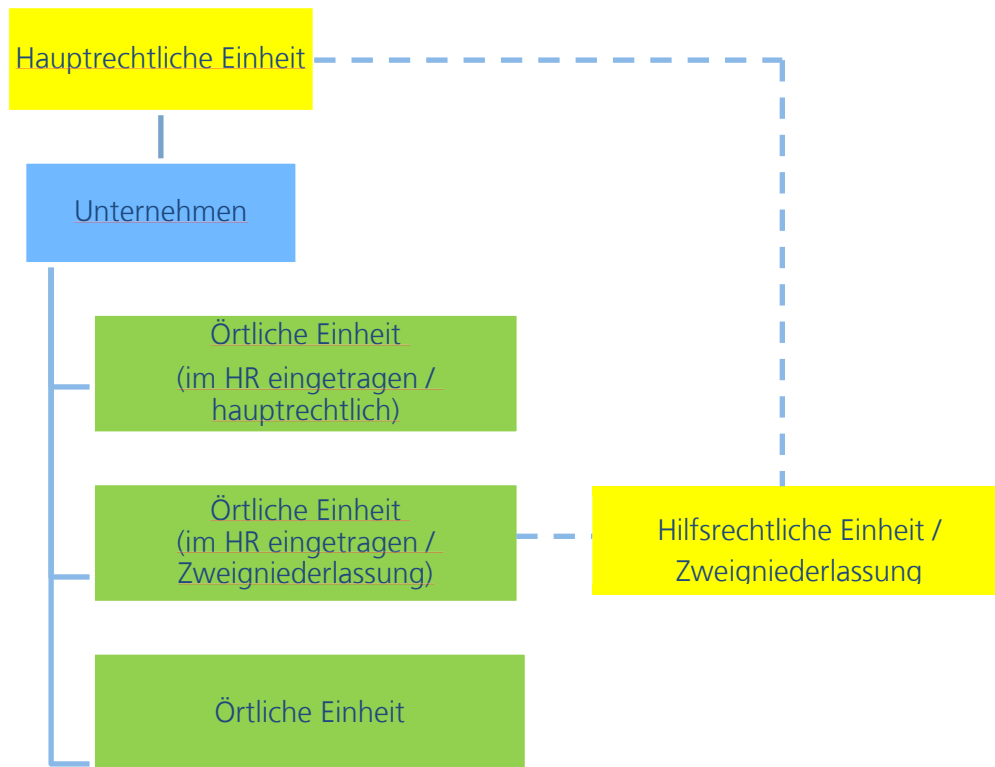 Hauptrechtliche Einheit
Unternehmen
Örtliche Einheit
(im HR eingetragen /
hauptrechtlich)
Örtliche Einheit
(im HR eingetragen /
Zweigniederlassung)
Hilfsrechtliche Einheit /
Zweigniederlassung
Örtliche Einheit